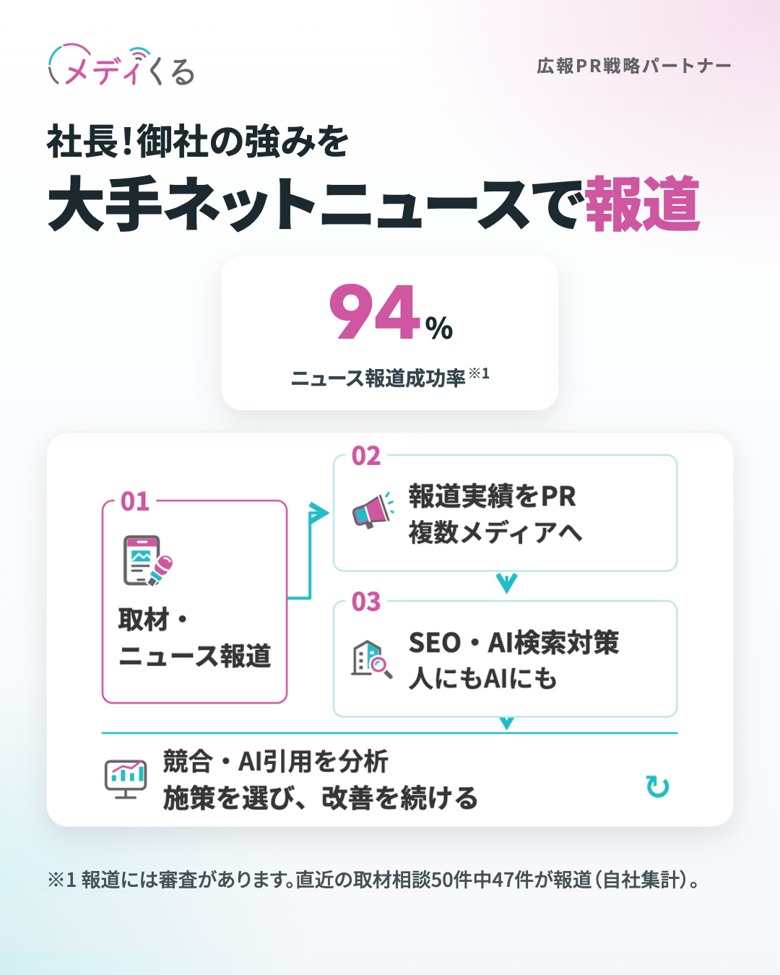 メディくる
広報PR戦略パートナー
社長！御社の強みを
大手ネットニュースで報道
94%
ニュース報道成功率※1
01
取材・
ニュース報道
02
報道実績をPR
複数メディアへ
03
SEO・AI検索対策
人にもAIにも
競合・AI引用を分析
施策を選び、改善を続ける
※1 報道には審査があります。直近の取材相談50件中47件が報道（自社集計）。